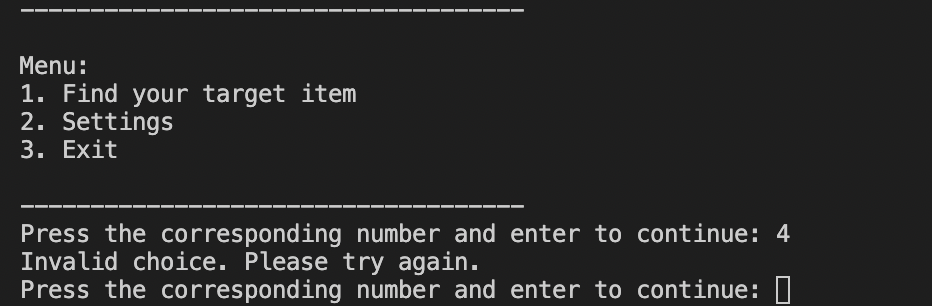 ------------------------------------
Menu:
1. Find your target item
2. Settings
3. Exit
------------------------------------
Press the corresponding number and enter to continue: 4
Invalid choice. Please try again.
Press the corresponding number and enter to continue: